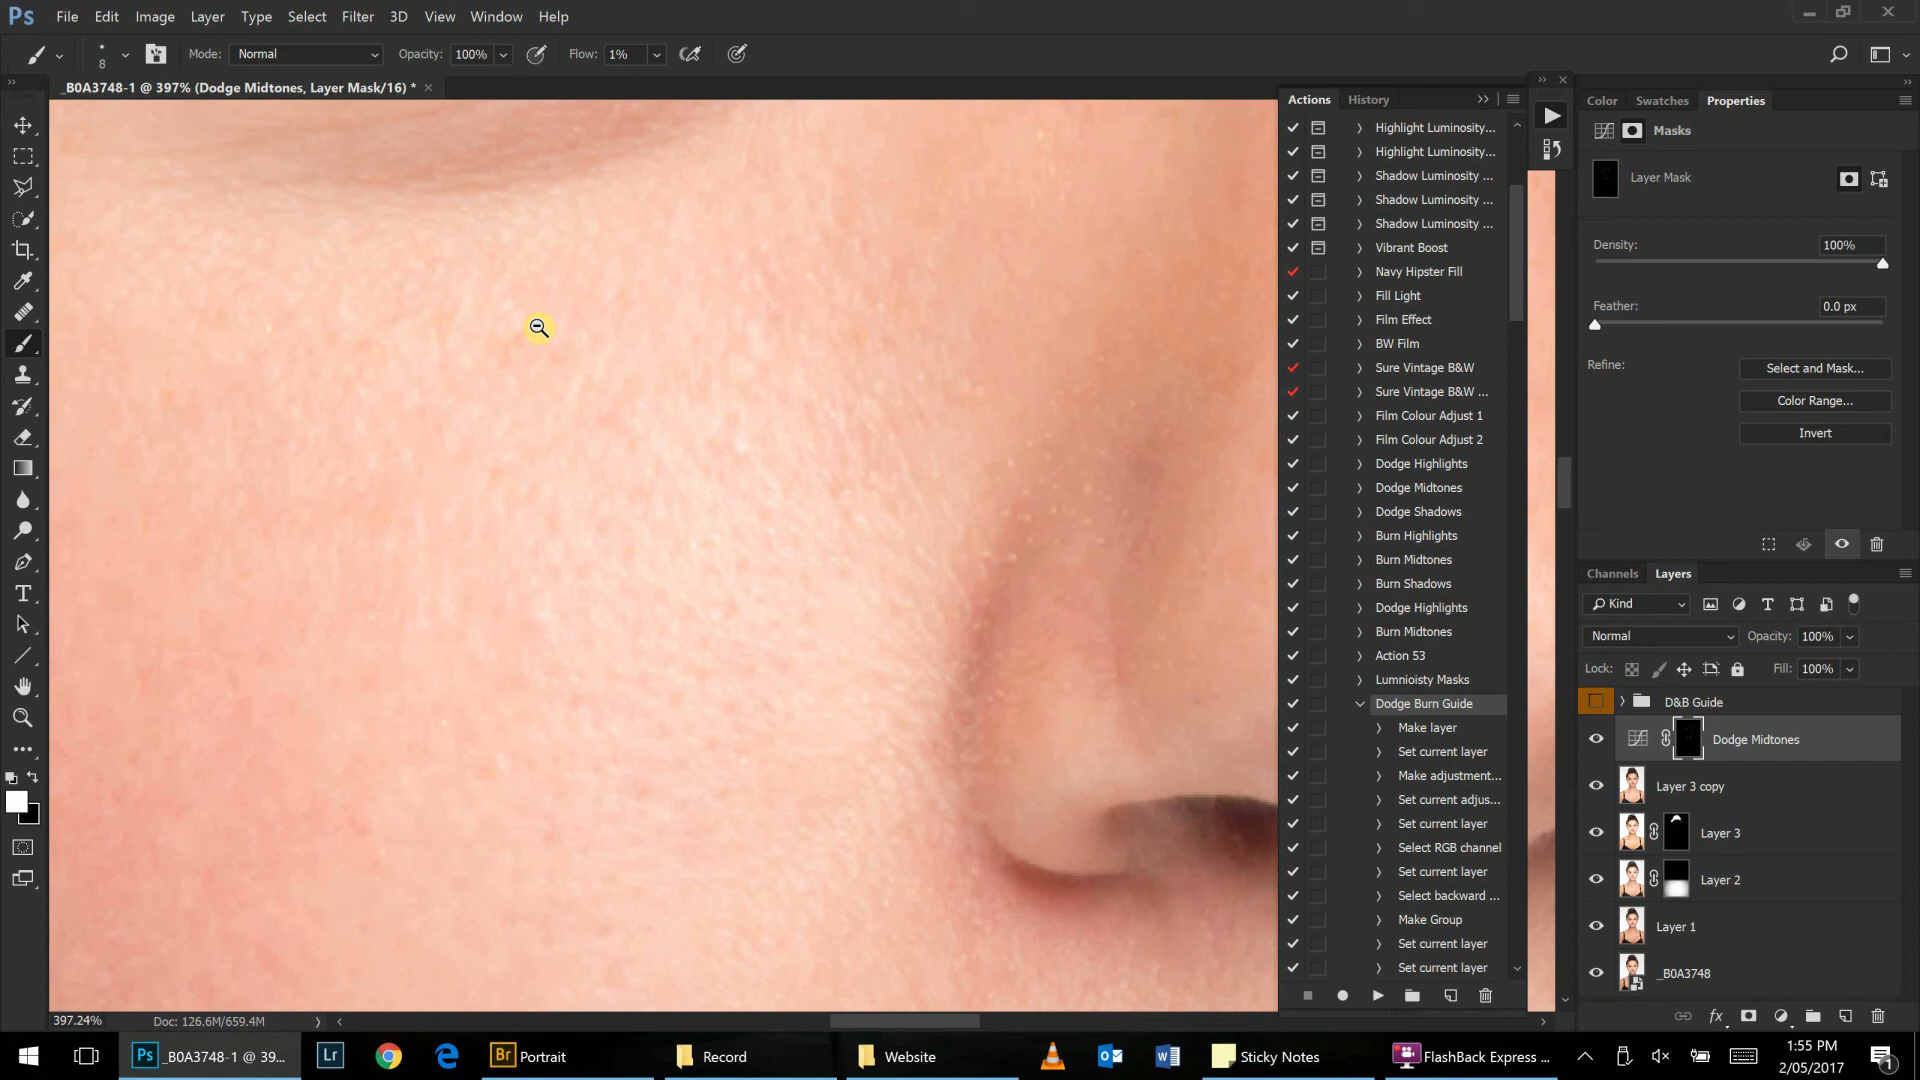 Ps File Edit Image Layer Type Select Filter 3D View Window Help
8 Mode: Normal Opacity: 100% Flow: 1%
_B0A3748-1 @ 397% (Dodge Midtones, Layer Mask/16) *
Actions History
Highlight Luminosity...
Highlight Luminosity...
Shadow Luminosity ...
Shadow Luminosity ...
Shadow Luminosity ...
Vibrant Boost
Navy Hipster Fill
Fill Light
Film Effect
BW Film
Sure Vintage B&W
Sure Vintage B&W ...
Film Colour Adjust 1
Film Colour Adjust 2
Dodge Highlights
Dodge Midtones
Dodge Shadows
Burn Highlights
Burn Midtones
Burn Shadows
Dodge Highlights
Burn Midtones
Action 53
Lumnioisty Masks
Dodge Burn Guide
Make layer
Set current layer
Make adjustment...
Set current adjus...
Set current layer
Select RGB channel
Set current layer
Select backward ...
Make Group
Set current layer
Set current layer
Color Swatches Properties
Masks
Layer Mask
Density: 100%
Feather: 0.0 px
Refine: Select and Mask...
Color Range...
Invert
Channels Layers
Kind
Normal Opacity: 100%
Lock: Fill: 100%
D&B Guide
Dodge Midtones
Layer 3 copy
Layer 3
Layer 2
Layer 1
_B0A3748
fx
397.24% Doc: 126.6M/659.4M
Ps _B0A3748-1 @ 39... Lr Br Portrait Record Website Sticky Notes FlashBack Express ...
1:55 PM
2/05/2017
1